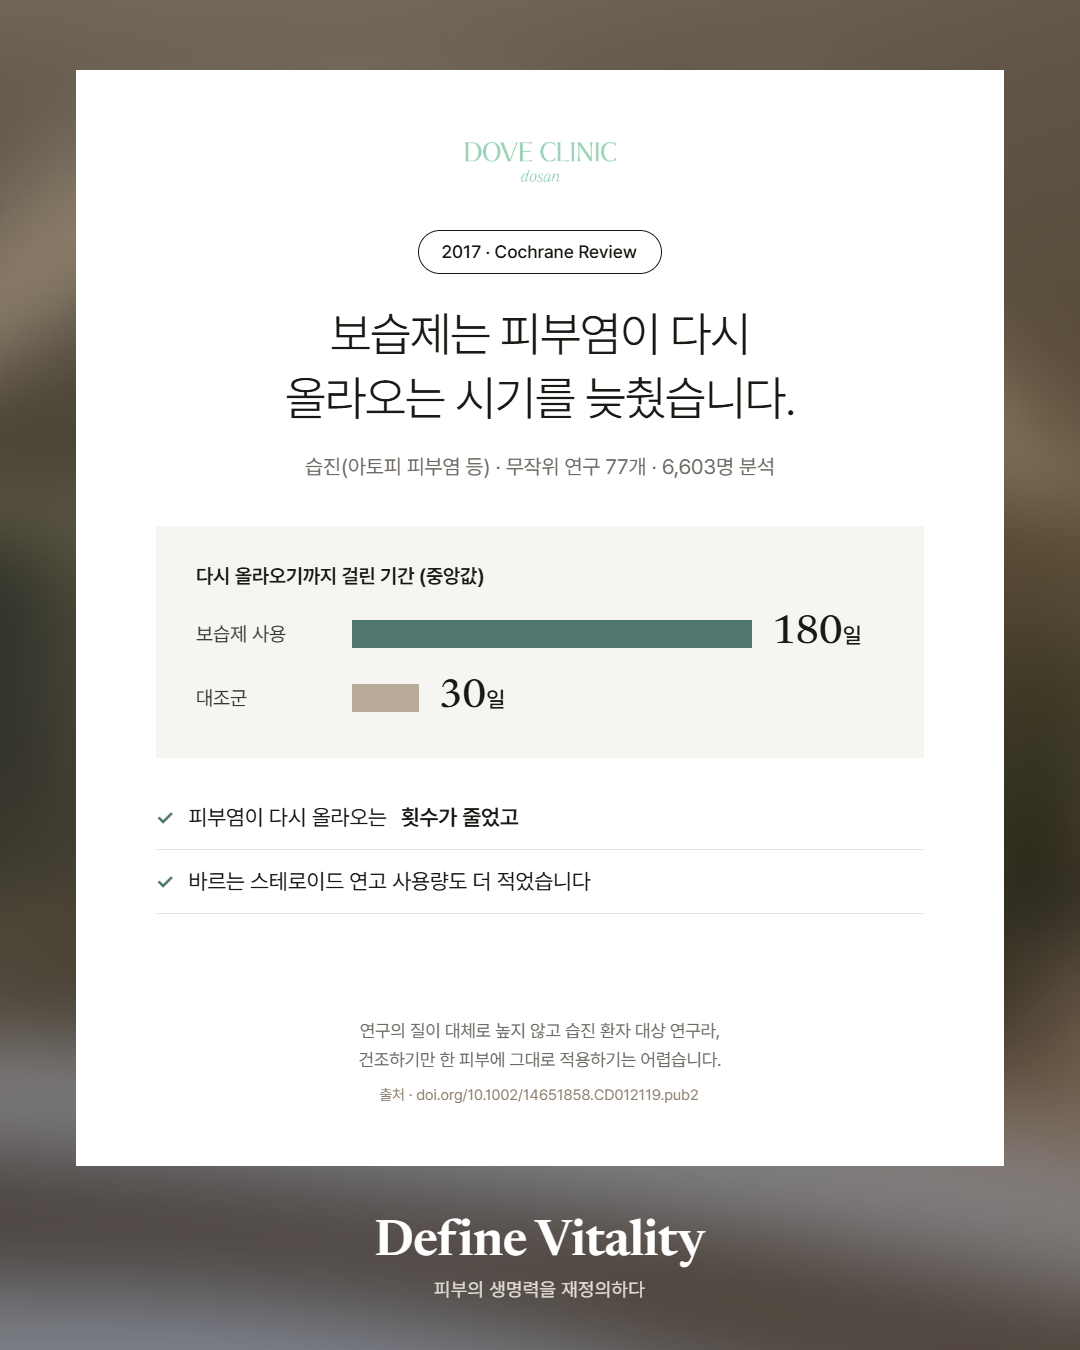 DOVE CLINIC
dosan
2017 · Cochrane Review
보습제는 피부염이 다시
올라오는 시기를 늦췄습니다.
습진(아토피 피부염 등) · 무작위 연구 77개 · 6,603명 분석
다시 올라오기까지 걸린 기간 (중앙값)
보습제 사용 180일
대조군 30일
피부염이 다시 올라오는 횟수가 줄었고
바르는 스테로이드 연고 사용량도 더 적었습니다
연구의 질이 대체로 높지 않고 습진 환자 대상 연구라,
건조하기만 한 피부에 그대로 적용하기는 어렵습니다.
출처 · doi.org/10.1002/14651858.CD012119.pub2
Define Vitality
피부의 생명력을 재정의하다